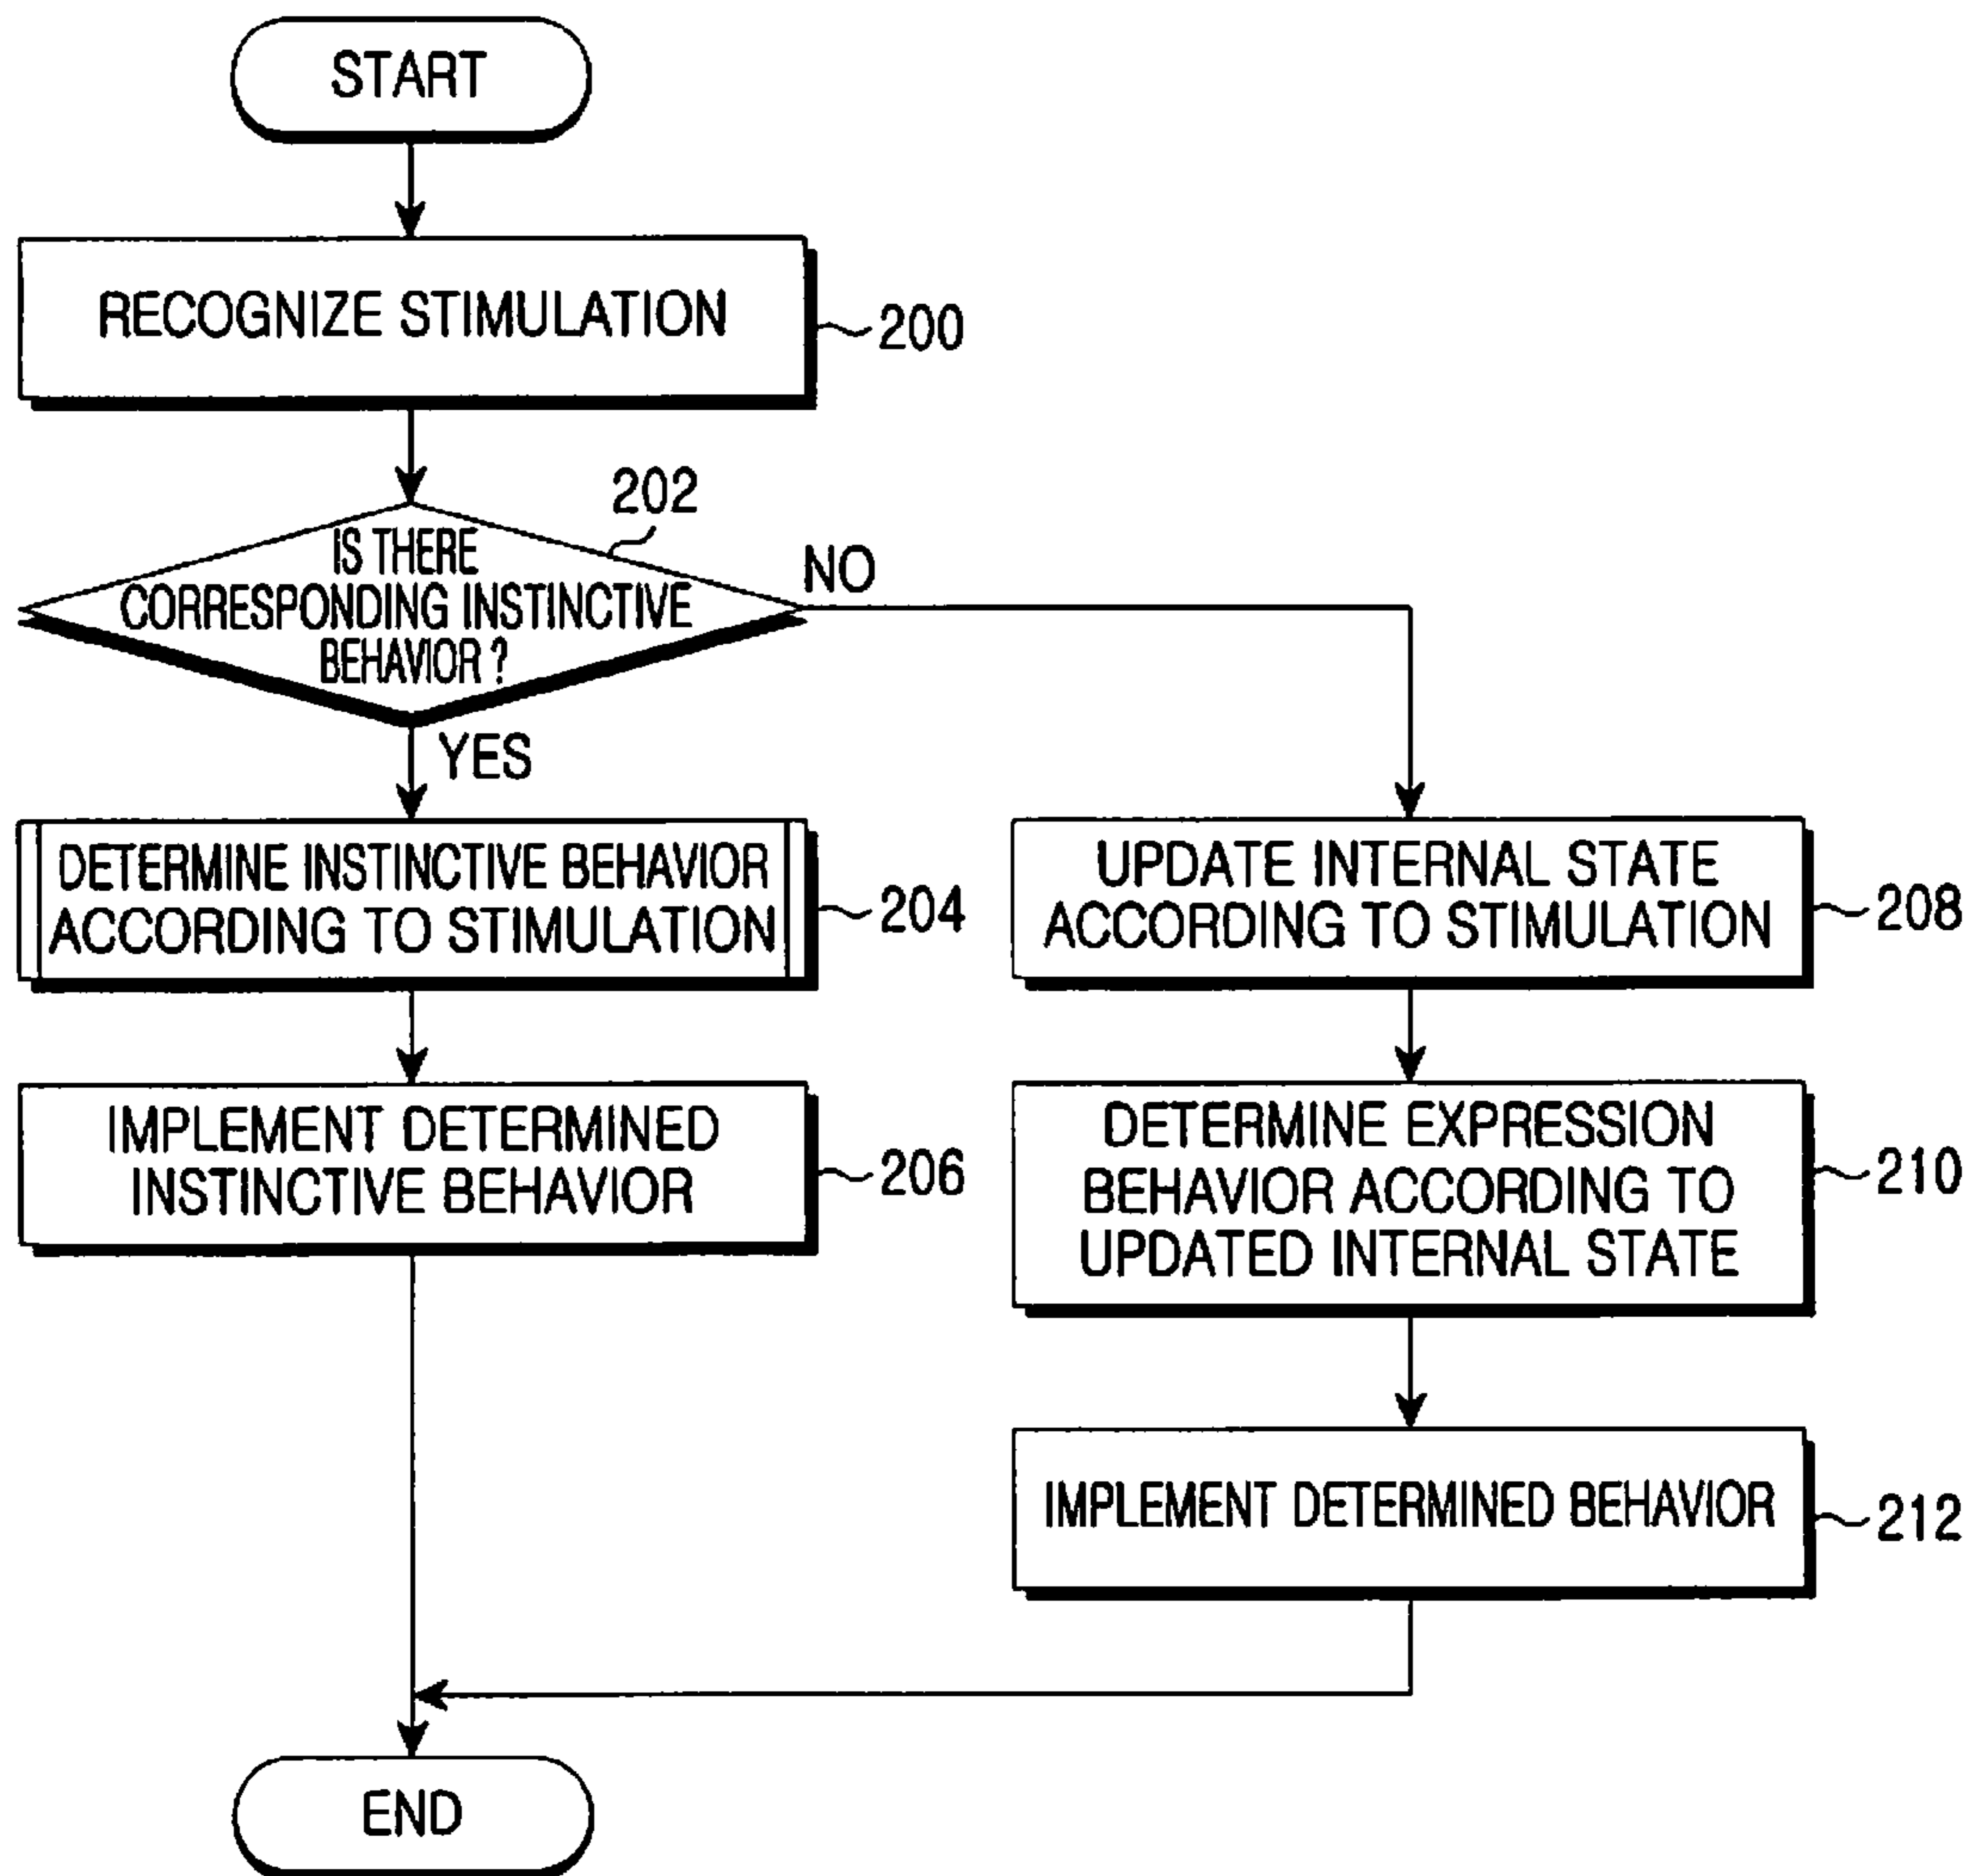 START
RECOGNIZE STIMULATION
200
202
IS THERE
CORRESPONDING INSTINCTIVE
BEHAVIOR ?
NO
YES
DETERMINE INSTINCTIVE BEHAVIOR
ACCORDING TO STIMULATION
204
UPDATE INTERNAL STATE
ACCORDING TO STIMULATION
208
IMPLEMENT DETERMINED
INSTINCTIVE BEHAVIOR
206
DETERMINE EXPRESSION
BEHAVIOR ACCORDING TO
UPDATED INTERNAL STATE
210
IMPLEMENT DETERMINED BEHAVIOR
212
END